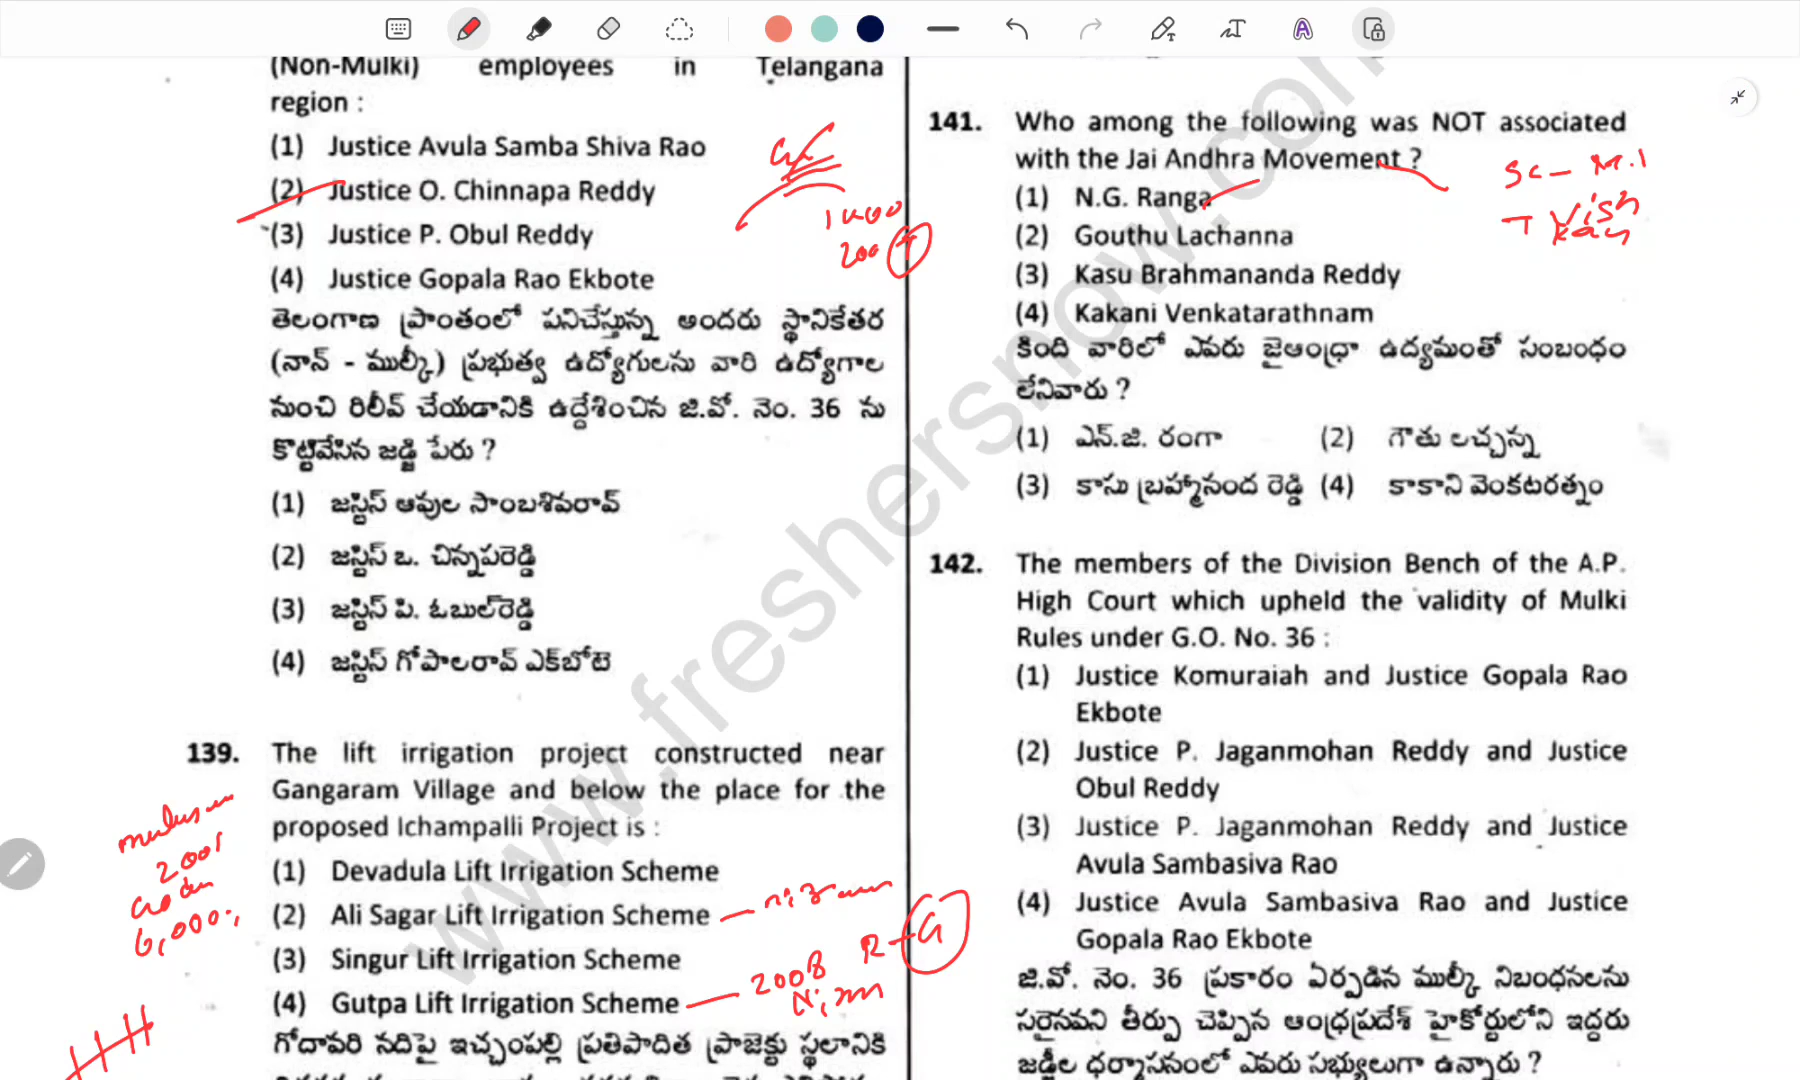 (Non-Mulki) employees in Telangana
region :
(1) Justice Avula Samba Shiva Rao
(2) Justice O. Chinnapa Reddy
(3) Justice P. Obul Reddy
(4) Justice Gopala Rao Ekbote
తెలంగాణ ప్రాంతంలో పనిచేస్తున్న అందరు స్థానికేతర
(నాన్ - ముల్కీ) ప్రభుత్వ ఉద్యోగులను వారి ఉద్యోగాల
నుంచి రిలీవ్ చేయడానికి ఉద్దేశించిన జి.వో. నెం. 36 ను
కొట్టివేసిన జడ్జి పేరు ?
(1) జస్టిస్ ఆవుల సాంబశివరావ్
(2) జస్టిస్ ఒ. చిన్నపరెడ్డి
(3) జస్టిస్ పి. ఓబుల్‌రెడ్డి
(4) జస్టిస్ గోపాలరావ్ ఎక్‌బోటె
200 T
139. The lift irrigation project constructed near
Gangaram Village and below the place for the
proposed Ichampalli Project is :
(1) Devadula Lift Irrigation Scheme
(2) Ali Sagar Lift Irrigation Scheme
(3) Singur Lift Irrigation Scheme
(4) Gutpa Lift Irrigation Scheme
గోదావరి నదిపై ఇచ్చంపల్లి ప్రతిపాదిత ప్రాజెక్టు స్థలానికి
2001
6,000
2008
141. Who among the following was NOT associated
with the Jai Andhra Movement ?
(1) N.G. Ranga
(2) Gouthu Lachanna
(3) Kasu Brahmananda Reddy
(4) Kakani Venkatarathnam
కింది వారిలో ఎవరు జైఆంధ్రా ఉద్యమంతో సంబంధం
లేనివారు ?
(1) ఎన్.జి. రంగా (2) గౌతు లచ్చన్న
(3) కాసు బ్రహ్మానంద రెడ్డి (4) కాకాని వెంకటరత్నం
142. The members of the Division Bench of the A.P.
High Court which upheld the validity of Mulki
Rules under G.O. No. 36 :
(1) Justice Komuraiah and Justice Gopala Rao
Ekbote
(2) Justice P. Jaganmohan Reddy and Justice
Obul Reddy
(3) Justice P. Jaganmohan Reddy and Justice
Avula Sambasiva Rao
(4) Justice Avula Sambasiva Rao and Justice
Gopala Rao Ekbote
జి.వో. నెం. 36 ప్రకారం ఏర్పడిన ముల్కీ నిబంధనలను
సరైనవని తీర్పు చెప్పిన ఆంధ్రప్రదేశ్ హైకోర్టులోని ఇద్దరు
జడ్జీల ధర్మాసనంలో ఎవరు సభ్యులుగా ఉన్నారు ?
www.freshersnow.com